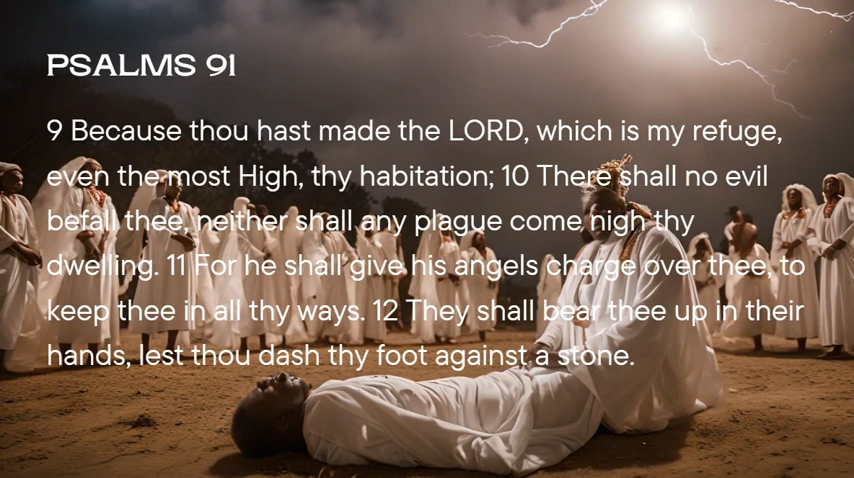 PSALMS 91
9 Because thou hast made the LORD, which is my refuge,
even the most High, thy habitation; 10 There shall no evil
befall thee, neither shall any plague come nigh thy
dwelling. 11 For he shall give his angels charge over thee, to
keep thee in all thy ways. 12 They shall bear thee up in their
hands, lest thou dash thy foot against a stone.